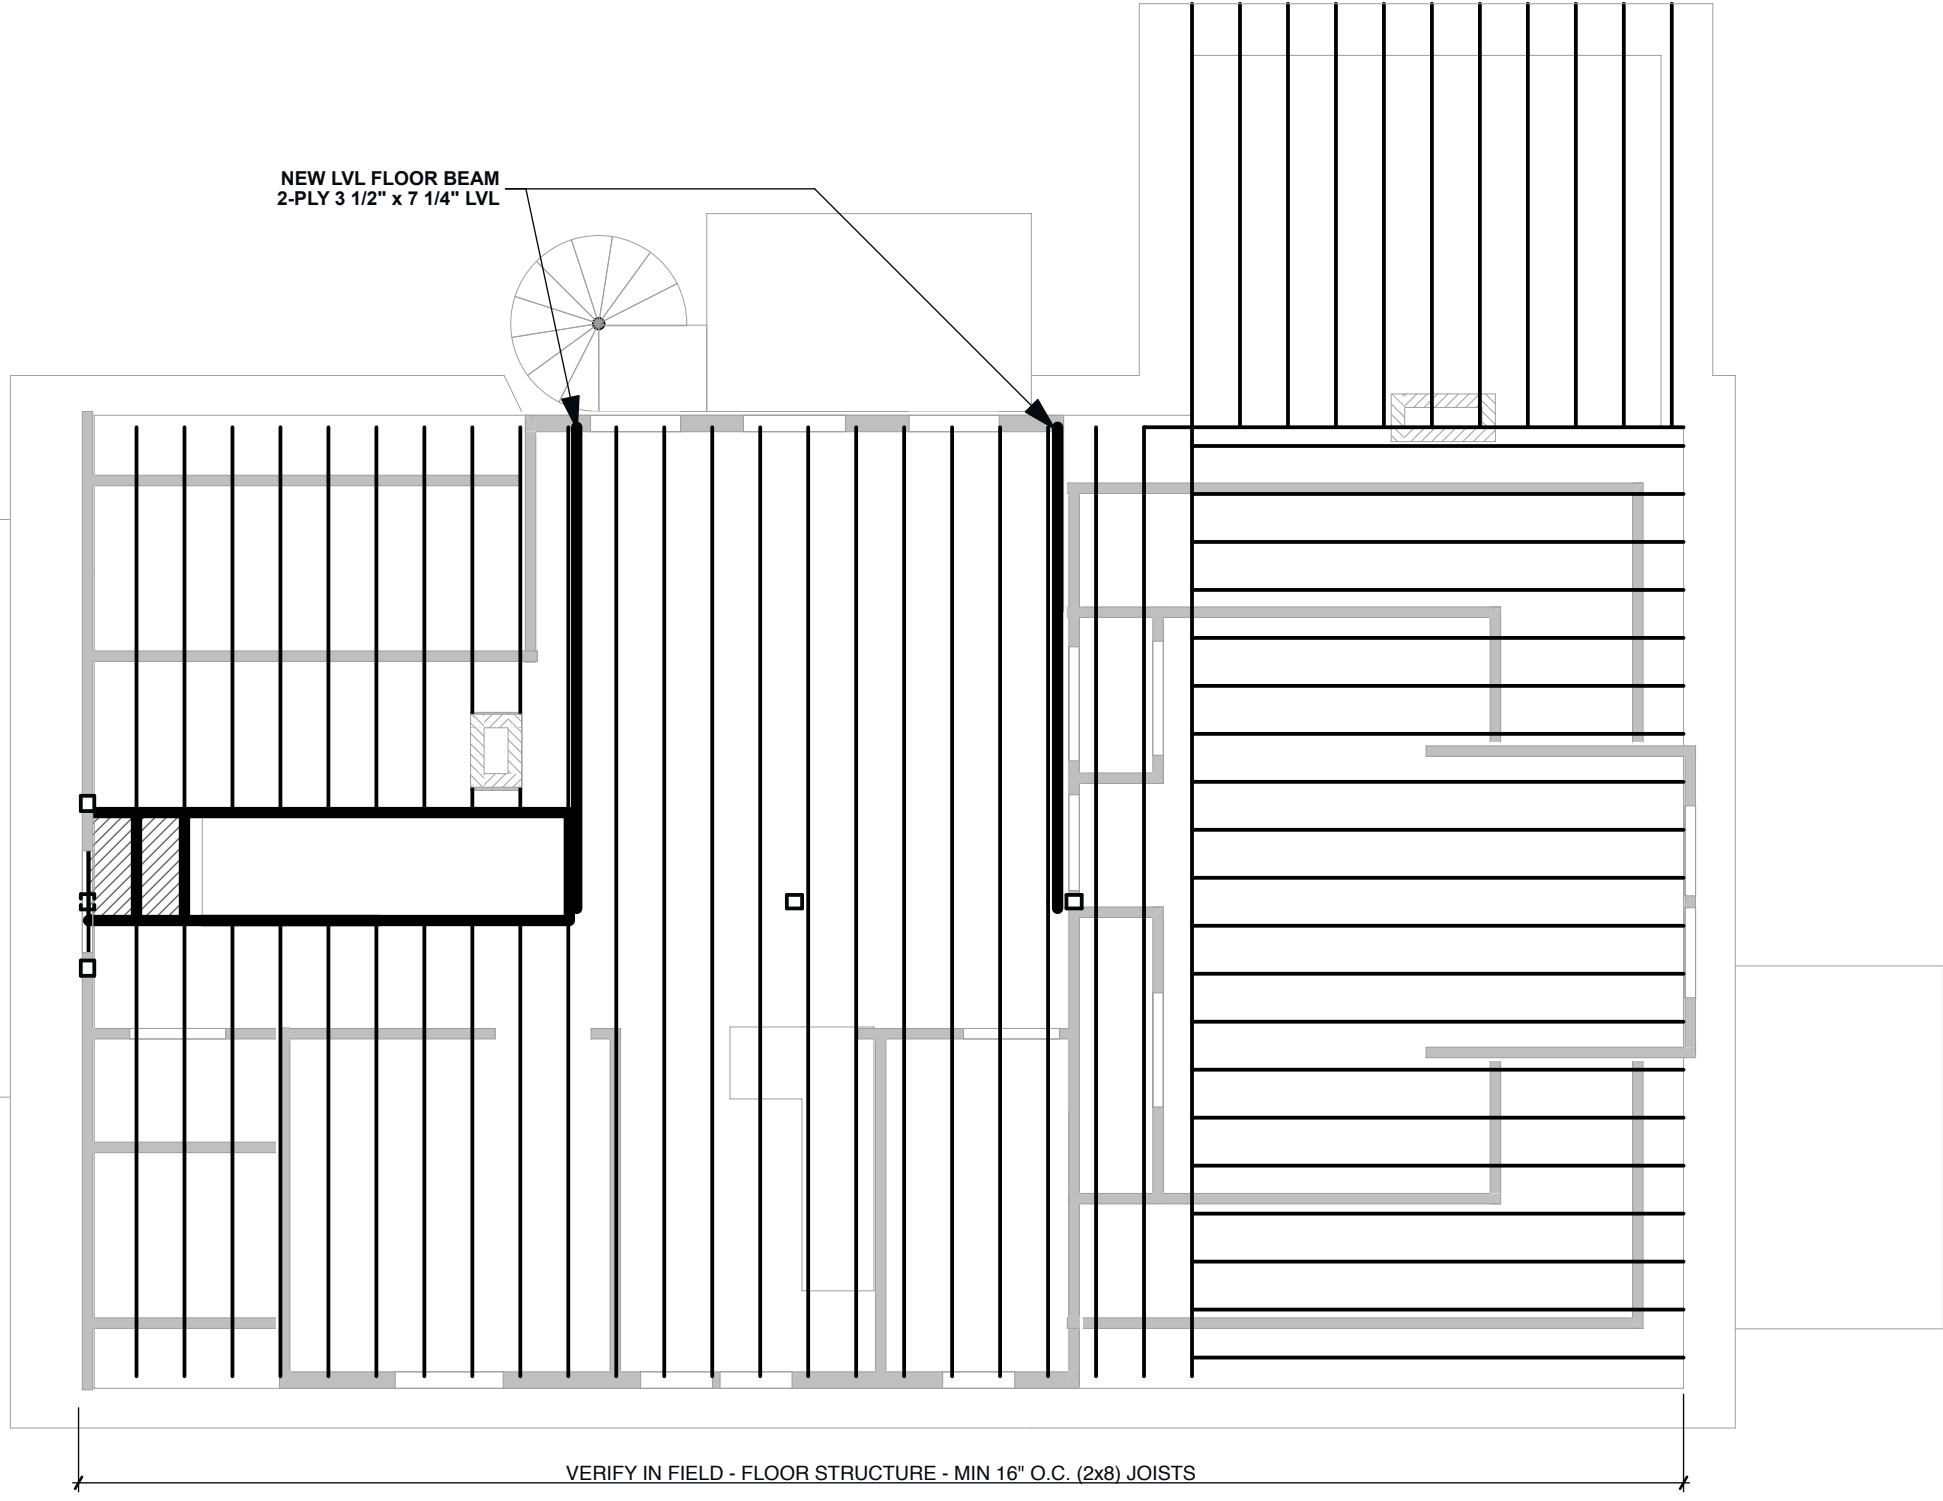 NEW LVL FLOOR BEAM
2-PLY 3 1/2" x 7 1/4" LVL
VERIFY IN FIELD - FLOOR STRUCTURE - MIN 16" O.C. (2x8) JOISTS